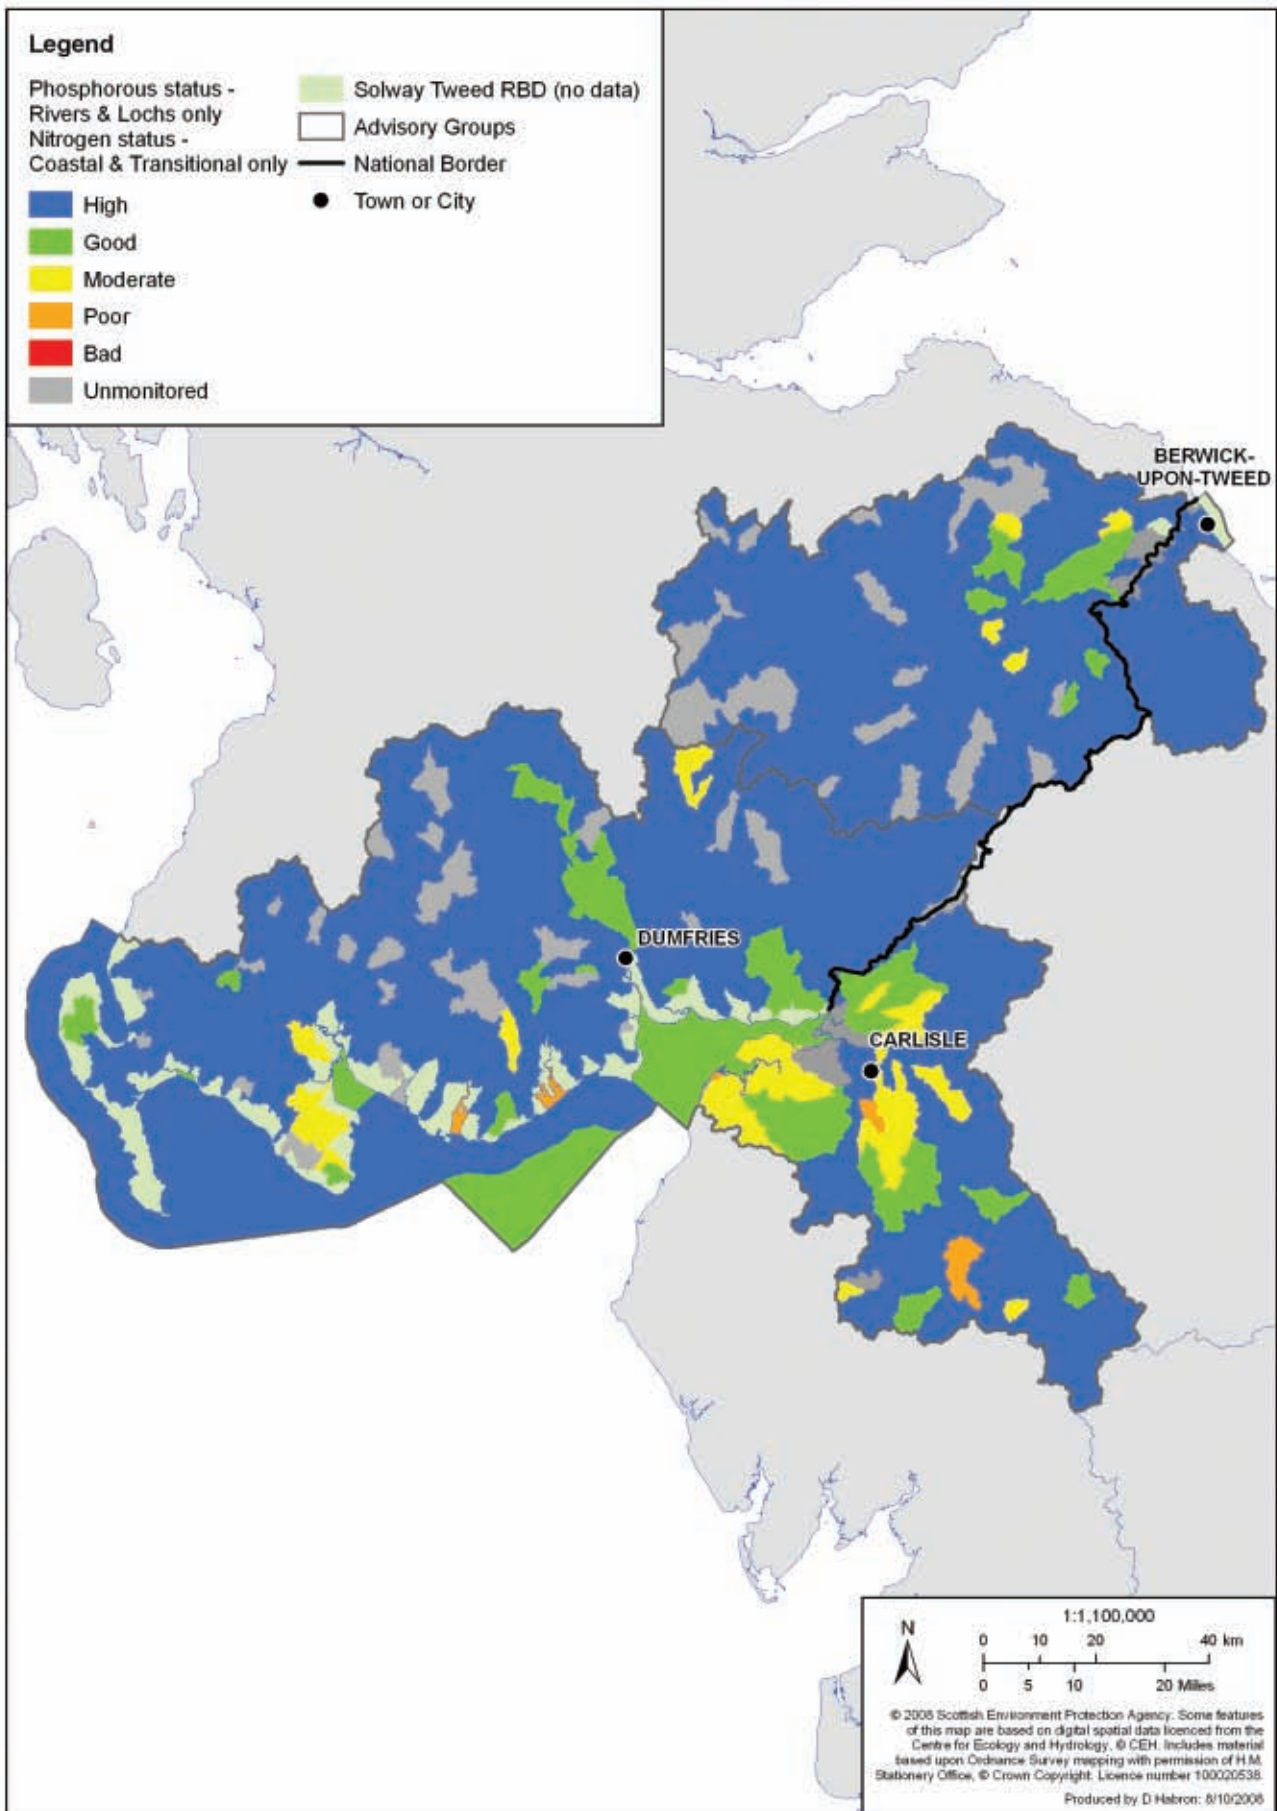 Legend
Phosphorous status -
Rivers & Lochs only
Nitrogen status -
Coastal & Transitional only
High
Good
Moderate
Poor
Bad
Unmonitored
Solway Tweed RBD (no data)
Advisory Groups
National Border
Town or City
BERWICK-
UPON-TWEED
DUMFRIES
CARLISLE
N
1:1,100,000
0 10 20 40 km
0 5 10 20 Miles
© 2008 Scottish Environment Protection Agency. Some features
of this map are based on digital spatial data licenced from the
Centre for Ecology and Hydrology, © CEH. Includes material
based upon Ordnance Survey mapping with permission of H.M.
Stationery Office, © Crown Copyright. Licence number 100020538.
Produced by D Habron: 8/10/2008